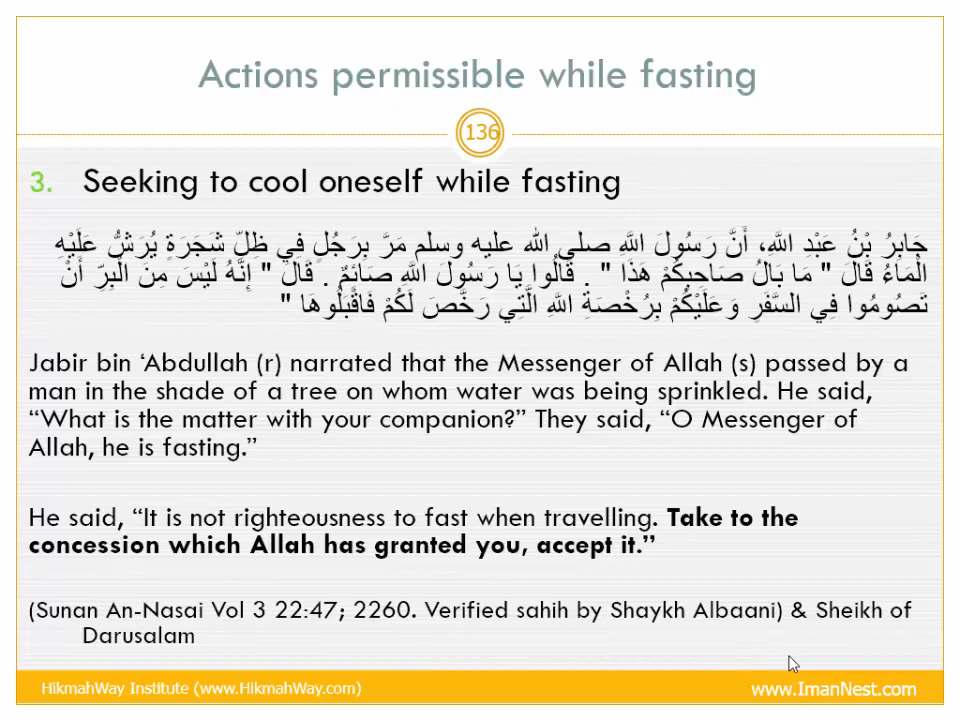 Actions permissible while fasting
136
3. Seeking to cool oneself while fasting
جَابِرُ بْنُ عَبْدِ اللَّهِ، أَنَّ رَسُولَ اللَّهِ صلى الله عليه وسلم مَرَّ بِرَجُلٍ فِي ظِلِّ شَجَرَةٍ يُرَشُّ عَلَيْهِ
الْمَاءُ قَالَ " مَا بَالُ صَاحِبِكُمْ هَذَا " . قَالُوا يَا رَسُولَ اللَّهِ صَائِمٌ . قَالَ " إِنَّهُ لَيْسَ مِنَ الْبِرِّ أَنْ
تَصُومُوا فِي السَّفَرِ وَعَلَيْكُمْ بِرُخْصَةِ اللَّهِ الَّتِي رَخَّصَ لَكُمْ فَاقْبَلُوهَا "
Jabir bin ‘Abdullah (r) narrated that the Messenger of Allah (s) passed by a
man in the shade of a tree on whom water was being sprinkled. He said,
“What is the matter with your companion?” They said, “O Messenger of
Allah, he is fasting.”
He said, “It is not righteousness to fast when travelling. Take to the
concession which Allah has granted you, accept it.”
(Sunan An-Nasai Vol 3 22:47; 2260. Verified sahih by Shaykh Albaani) & Sheikh of
Darusalam
HikmahWay Institute (www.HikmahWay.com)
www.ImanNest.com